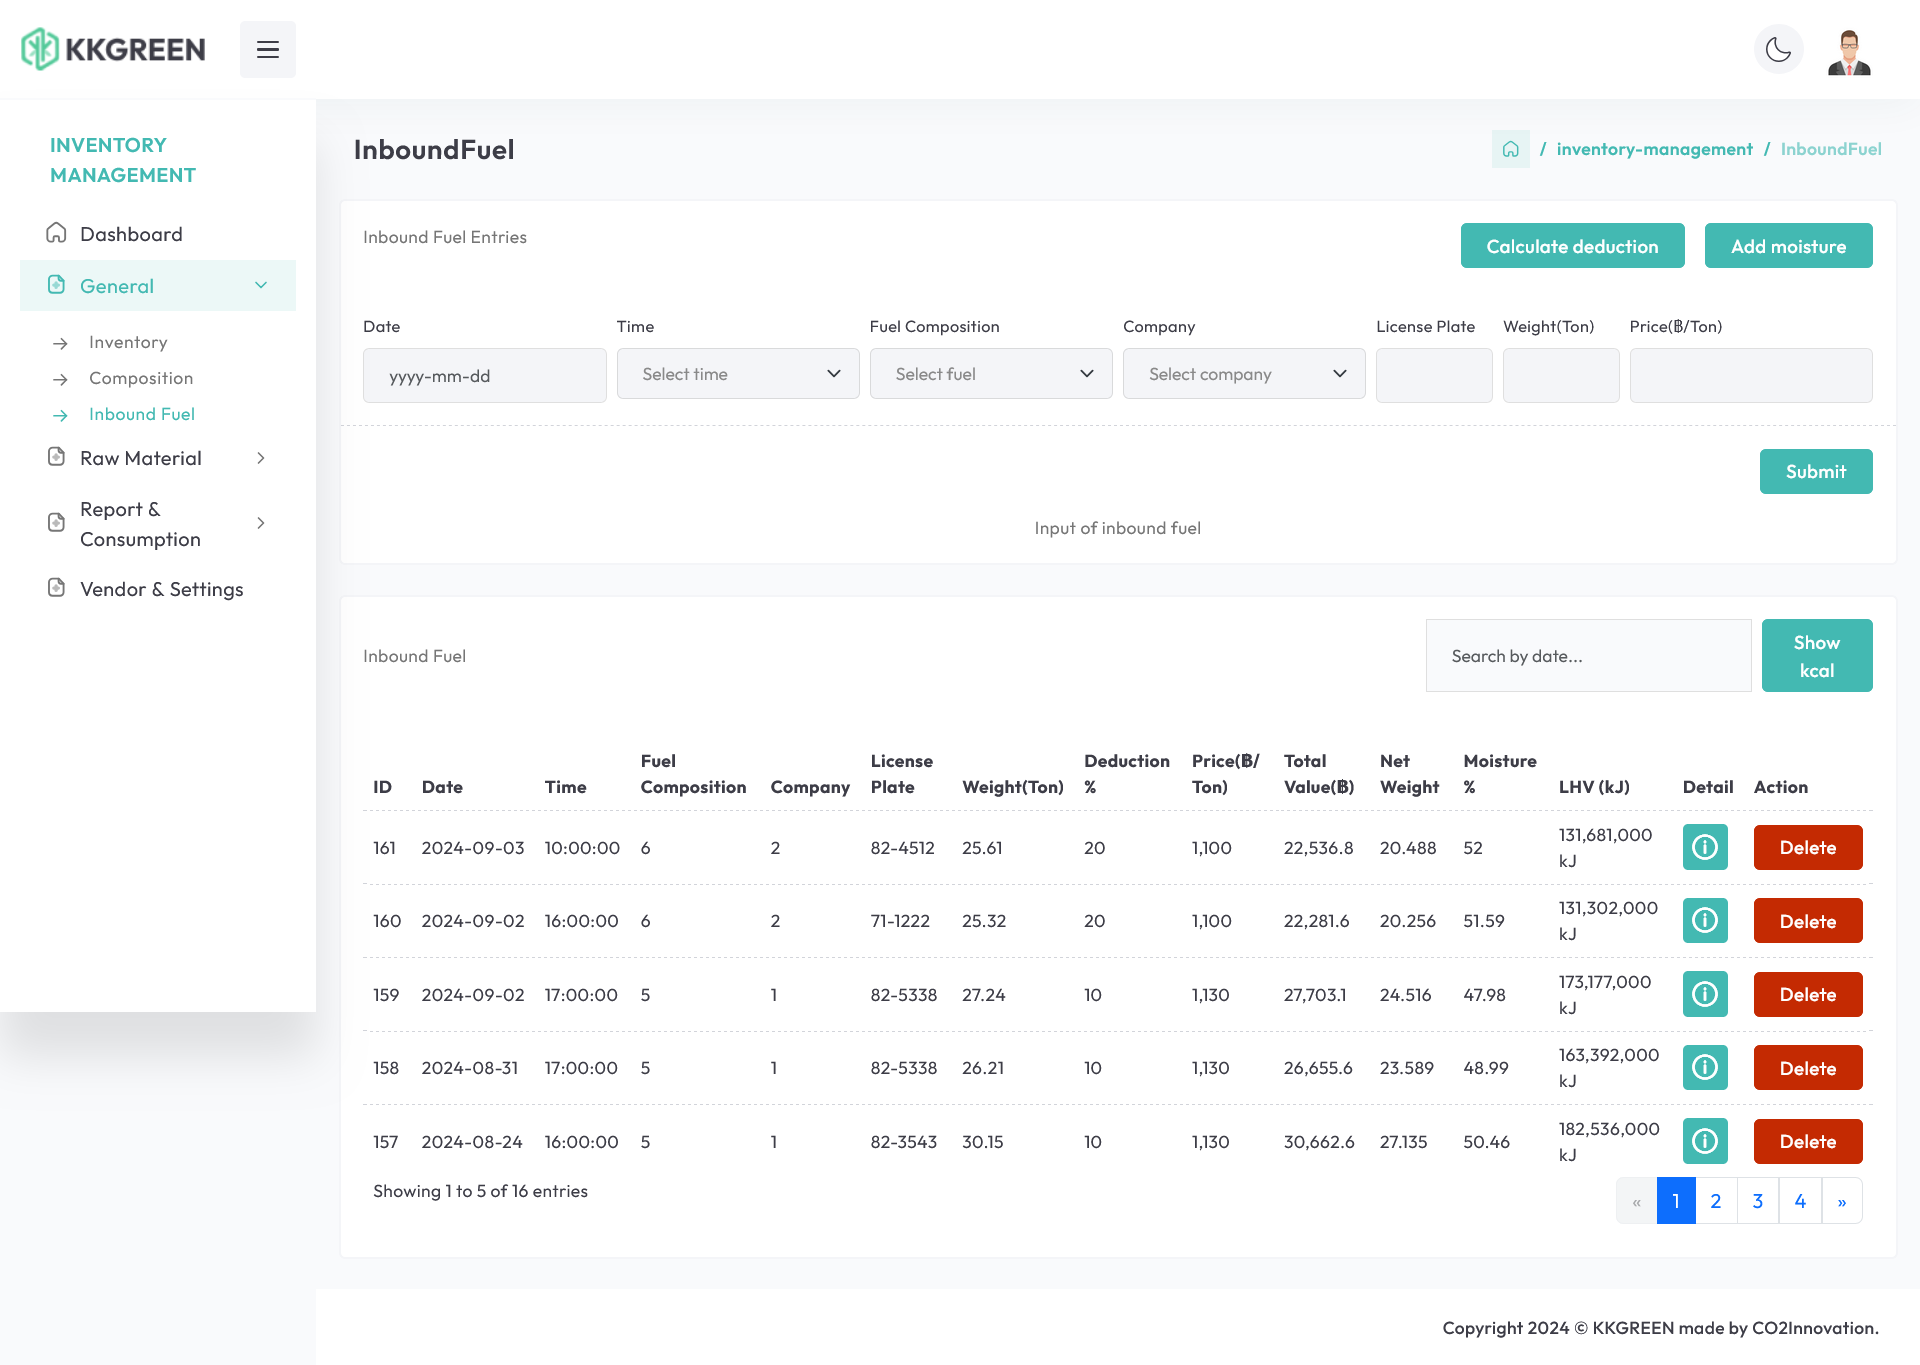 KKGREEN
INVENTORY
MANAGEMENT
Dashboard
General
Inventory
Composition
Inbound Fuel
Raw Material
Report &
Consumption
Vendor & Settings
InboundFuel
/ inventory-management / InboundFuel
Inbound Fuel Entries
Calculate deduction
Add moisture
Date Time Fuel Composition Company License Plate Weight(Ton) Price(฿/Ton)
yyyy-mm-dd Select time Select fuel Select company
Submit
Input of inbound fuel
Inbound Fuel
Search by date...
Show
kcal
Fuel License Deduction Price(฿/ Total Net Moisture
ID Date Time Composition Company Plate Weight(Ton) % Ton) Value(฿) Weight % LHV (kJ) Detail Action
161 2024-09-03 10:00:00 6 2 82-4512 25.61 20 1,100 22,536.8 20.488 52 131,681,000 Delete
kJ
160 2024-09-02 16:00:00 6 2 71-1222 25.32 20 1,100 22,281.6 20.256 51.59 131,302,000 Delete
kJ
159 2024-09-02 17:00:00 5 1 82-5338 27.24 10 1,130 27,703.1 24.516 47.98 173,177,000 Delete
kJ
158 2024-08-31 17:00:00 5 1 82-5338 26.21 10 1,130 26,655.6 23.589 48.99 163,392,000 Delete
kJ
157 2024-08-24 16:00:00 5 1 82-3543 30.15 10 1,130 30,662.6 27.135 50.46 182,536,000 Delete
kJ
Showing 1 to 5 of 16 entries
« 1 2 3 4 »
Copyright 2024 © KKGREEN made by CO2Innovation.